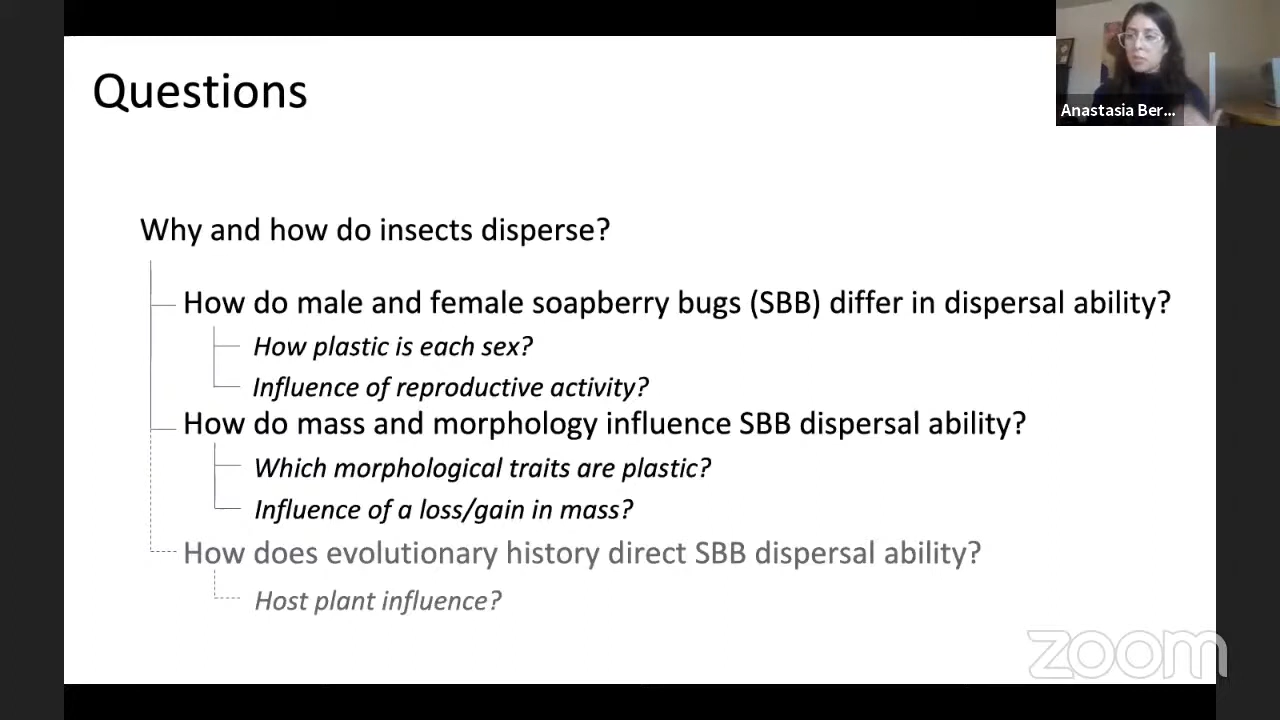 Questions
Anastasia Ber...
Why and how do insects disperse?
How do male and female soapberry bugs (SBB) differ in dispersal ability?
How plastic is each sex?
Influence of reproductive activity?
How do mass and morphology influence SBB dispersal ability?
Which morphological traits are plastic?
Influence of a loss/gain in mass?
How does evolutionary history direct SBB dispersal ability?
Host plant influence?
zoom